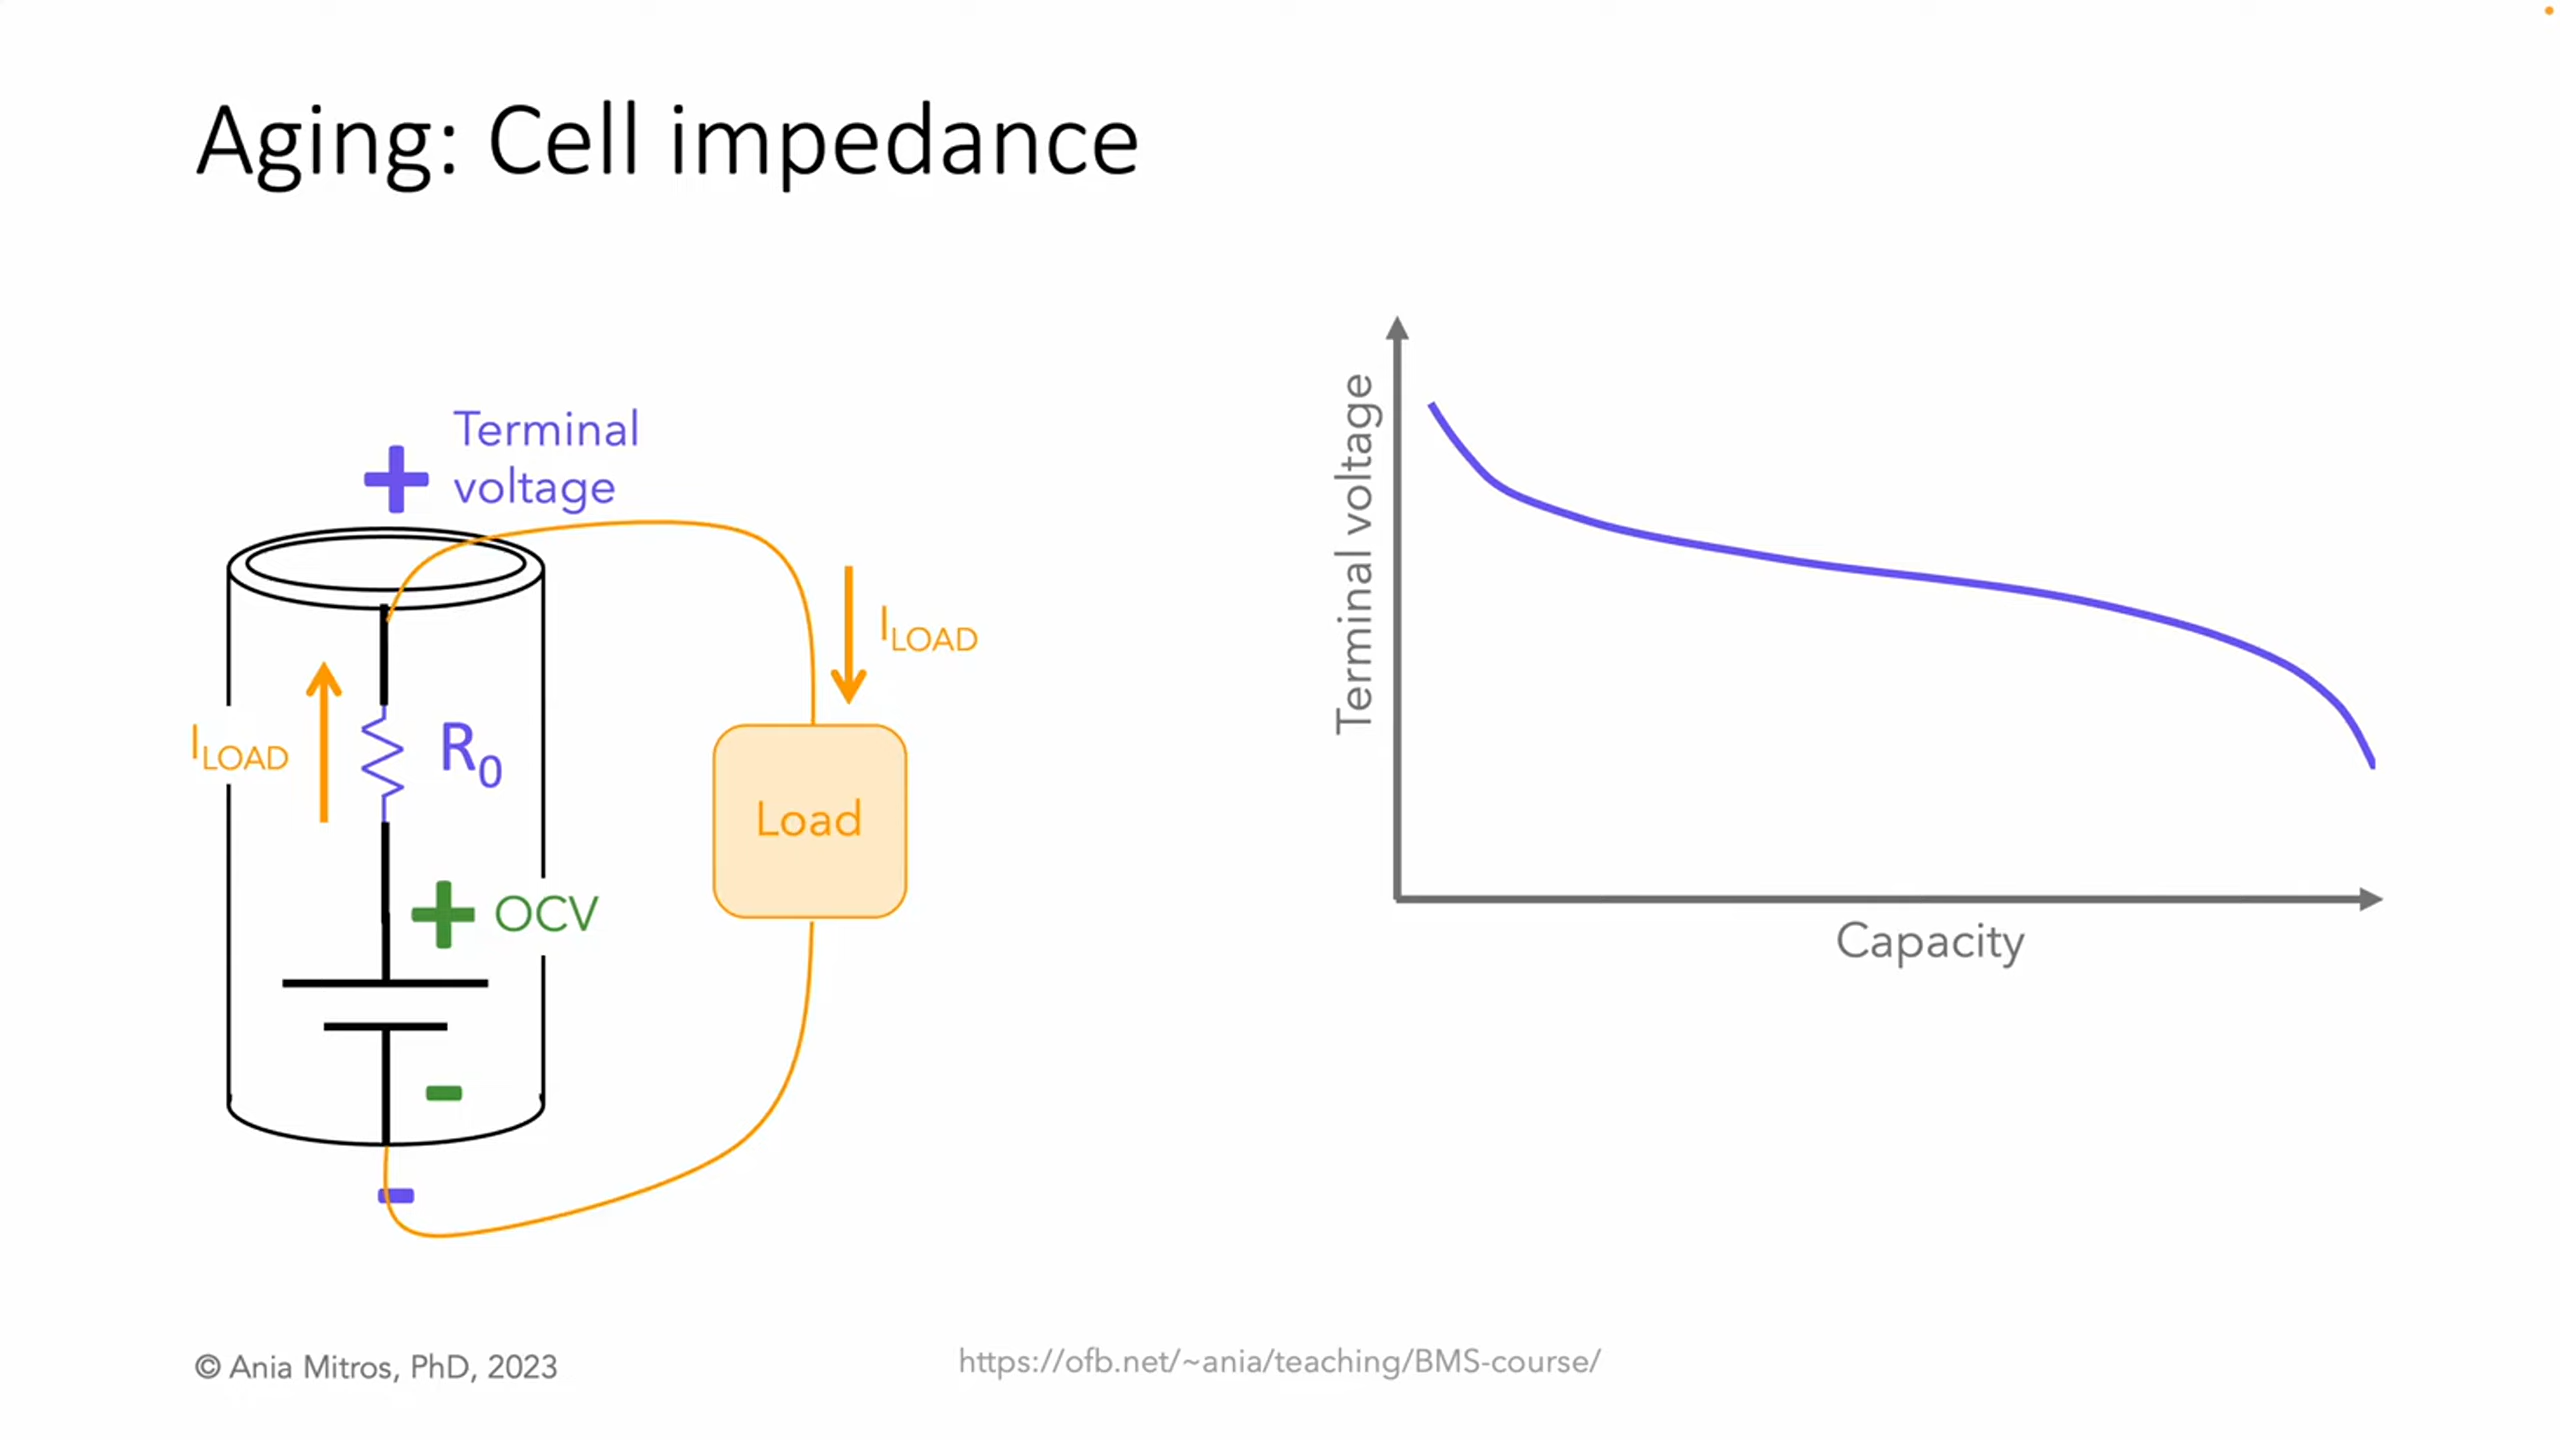 Aging: Cell impedance
Terminal
voltage
I_LOAD
I_LOAD
R_0
Load
+ OCV
Terminal voltage
Capacity
© Ania Mitros, PhD, 2023
https://ofb.net/~ania/teaching/BMS-course/